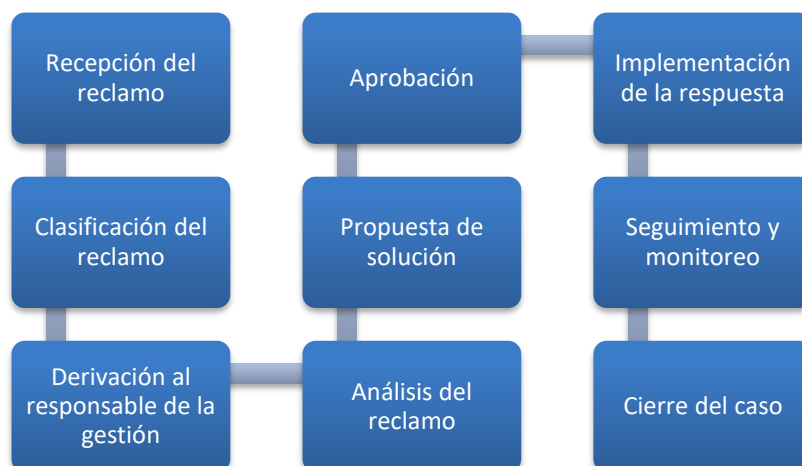 Recepción del
reclamo
Clasificación del
reclamo
Derivación al
responsable de la
gestión
Análisis del
reclamo
Propuesta de
solución
Aprobación
Implementación
de la respuesta
Seguimiento y
monitoreo
Cierre del caso